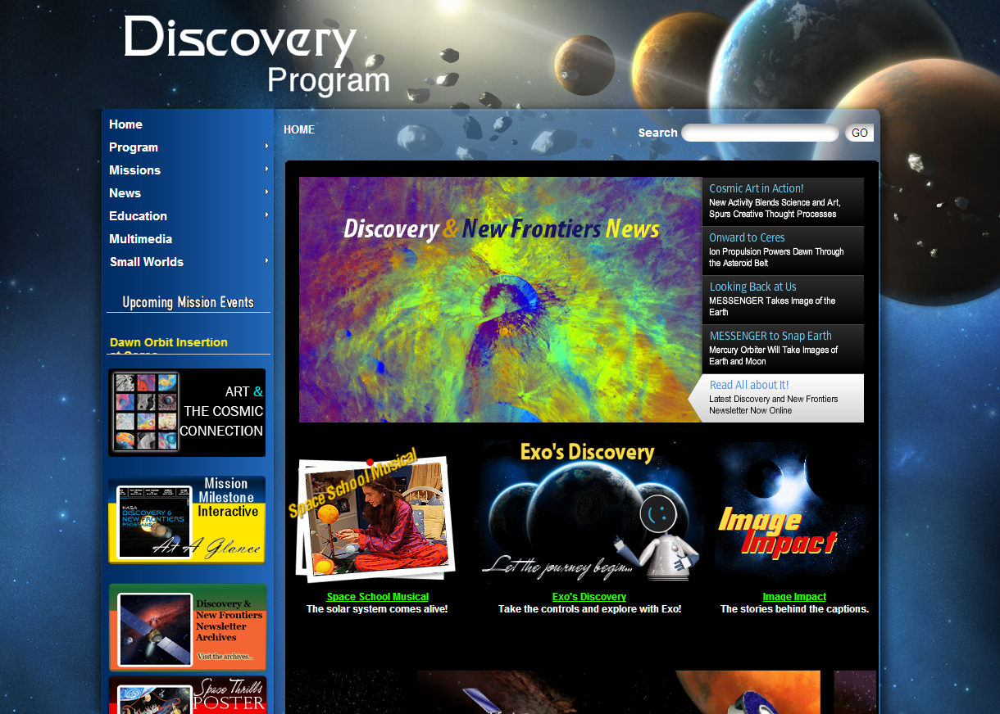 Discovery
Program
Home
Program
Missions
News
Education
Multimedia
Small Worlds
Upcoming Mission Events
Dawn Orbit Insertion
ART &
THE COSMIC
CONNECTION
Mission
Milestone
Interactive
NASA
DISCOVERY &
NEW FRONTIERS
PROGRAMS
At A Glance
Discovery &
New Frontiers
Newsletter
Archives
Visit the archives...
Space Thrills
POSTER
HOME
Search
GO
Discovery & New Frontiers News
Cosmic Art in Action!
New Activity Blends Science and Art,
Spurs Creative Thought Processes
Onward to Ceres
Ion Propulsion Powers Dawn Through
the Asteroid Belt
Looking Back at Us
MESSENGER Takes Image of the
Earth
MESSENGER to Snap Earth
Mercury Orbiter Will Take Images of
Earth and Moon
Read All about It!
Latest Discovery and New Frontiers
Newsletter Now Online
Space School Musical
Space School Musical
The solar system comes alive!
Exo's Discovery
Let the journey begin...
Exo's Discovery
Take the controls and explore with Exo!
Image
Impact
Image Impact
The stories behind the captions.